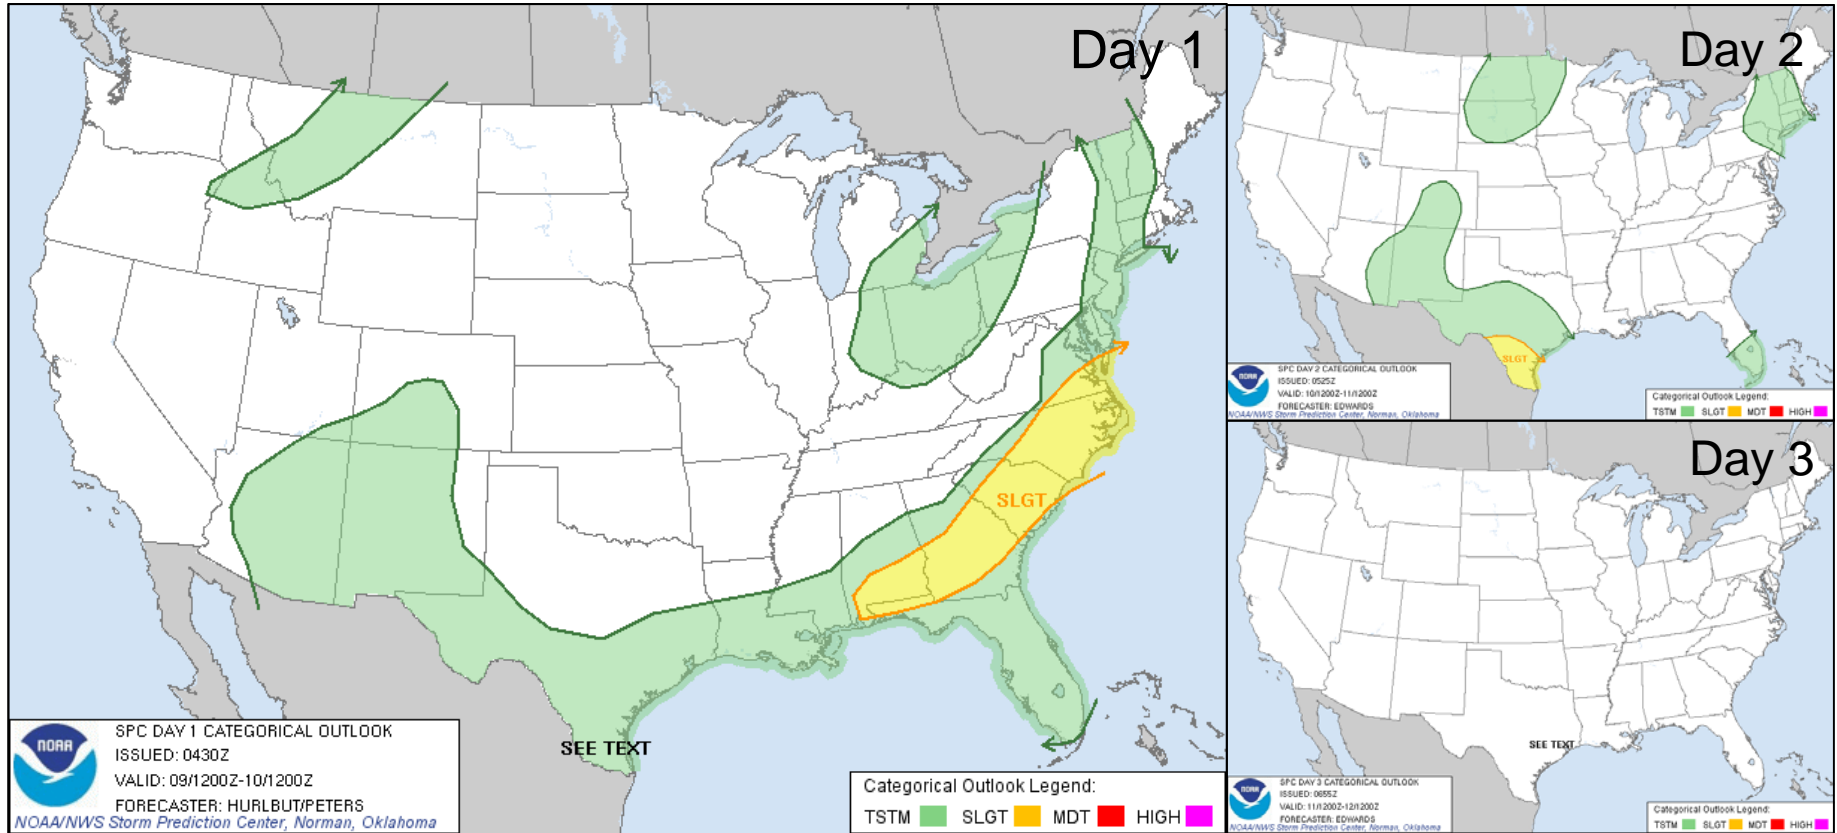 Day 1
SLGT
SEE TEXT
NOAA
SPC DAY 1 CATEGORICAL OUTLOOK
ISSUED: 0430Z
VALID: 09/1200Z-10/1200Z
FORECASTER: HURLBUT/PETERS
NOAA/NWS Storm Prediction Center, Norman, Oklahoma
Categorical Outlook Legend:
TSTM SLGT MDT HIGH
Day 2
SLGT
NOAA
SPC DAY 2 CATEGORICAL OUTLOOK
ISSUED: 0525Z
VALID: 10/1200Z-11/1200Z
FORECASTER: EDWARDS
NOAA/NWS Storm Prediction Center, Norman, Oklahoma
Categorical Outlook Legend:
TSTM SLGT MDT HIGH
Day 3
SEE TEXT
NOAA
SPC DAY 3 CATEGORICAL OUTLOOK
ISSUED: 0655Z
VALID: 11/1200Z-12/1200Z
FORECASTER: EDWARDS
NOAA/NWS Storm Prediction Center, Norman, Oklahoma
Categorical Outlook Legend:
TSTM SLGT MDT HIGH